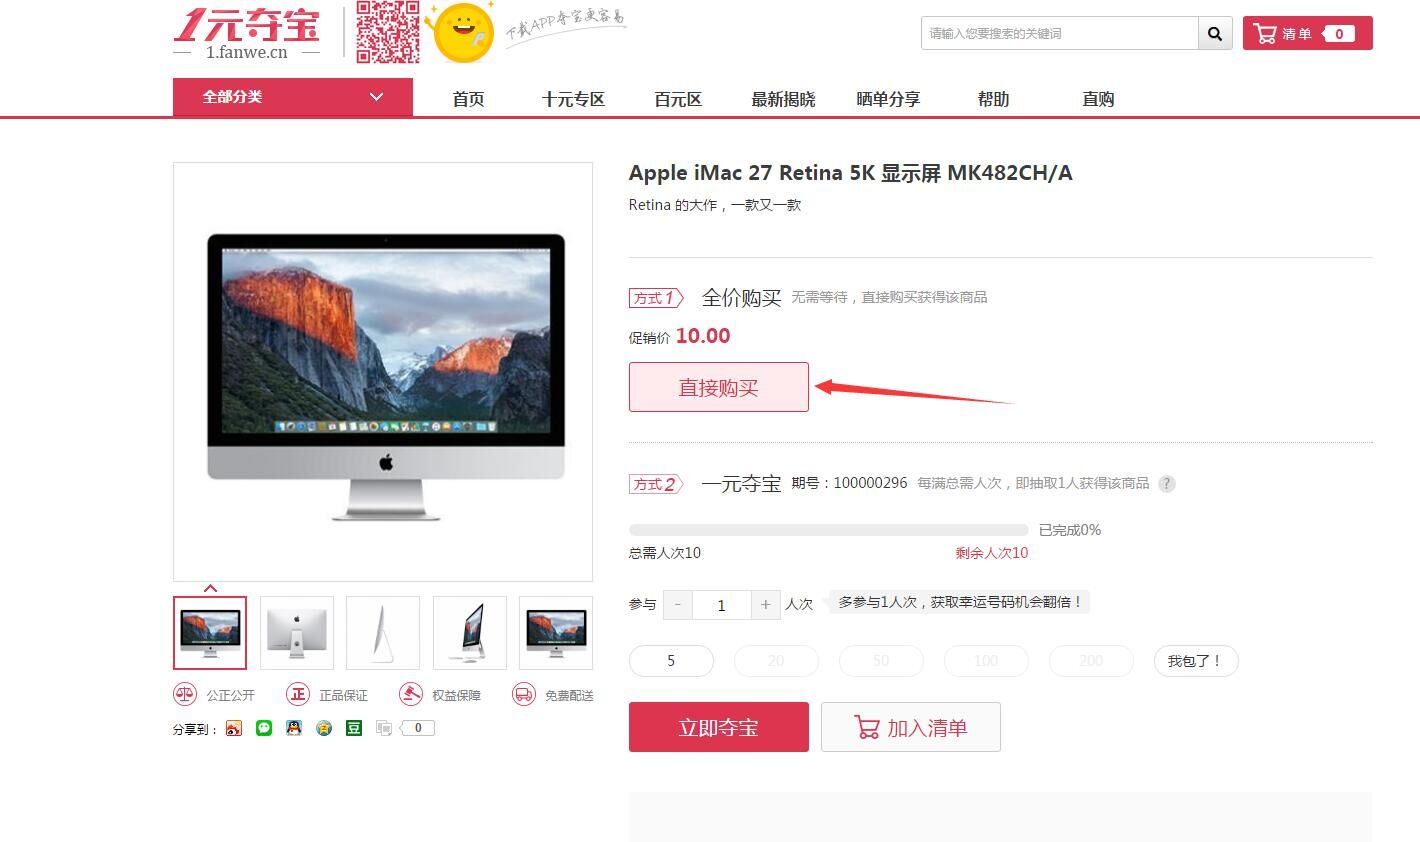 1元夺宝
1.fanwe.cn
下载APP夺宝更容易
请输入您要搜索的关键词
清单 0
全部分类 首页 十元专区 百元区 最新揭晓 晒单分享 帮助 直购
Apple iMac 27 Retina 5K 显示屏 MK482CH/A
Retina 的大作，一款又一款
方式1 全价购买 无需等待，直接购买获得该商品
促销价 10.00
直接购买
方式2 一元夺宝 期号：100000296 每满总需人次，即抽取1人获得该商品 ?
已完成0%
总需人次10 剩余人次10
参与 - 1 + 人次 多参与1人次，获取幸运号码机会翻倍！
5 20 50 100 200 我包了！
立即夺宝 加入清单
公正公开 正 正品保证 权益保障 免费配送
分享到： 豆 0